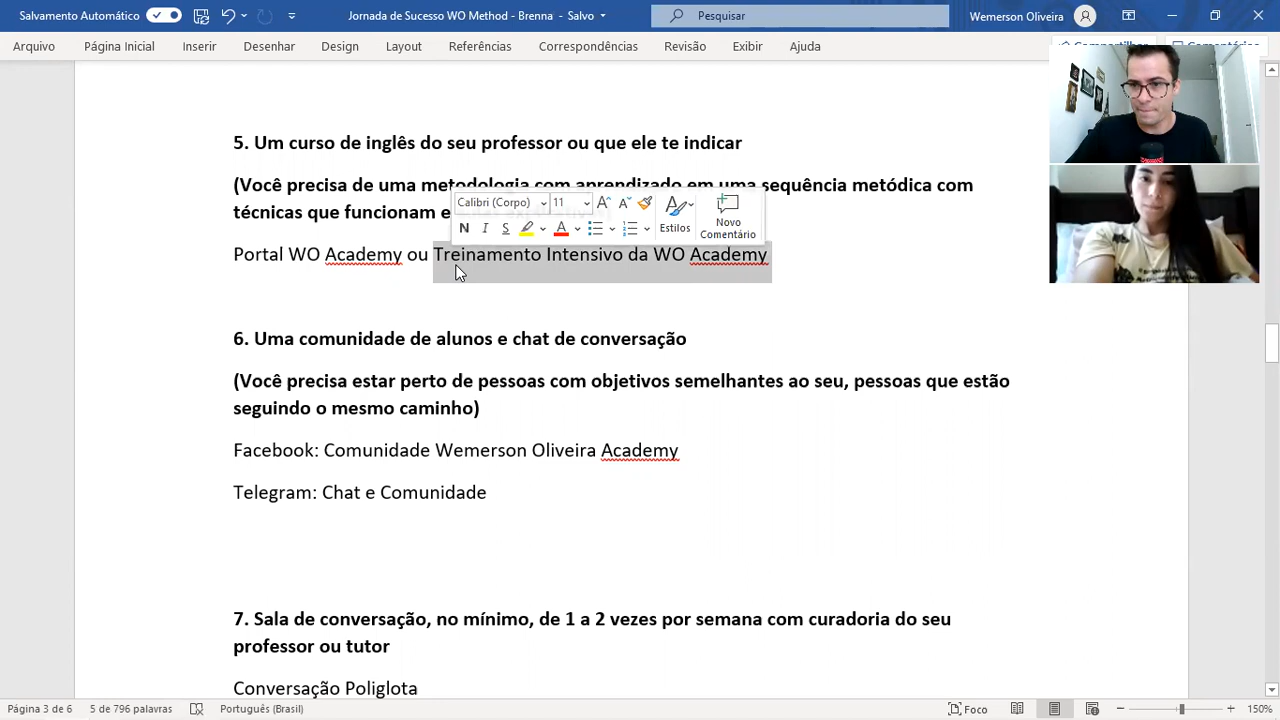 Salvamento Automático
Jornada de Sucesso WO Method - Brenna - Salvo
Pesquisar
Wemerson Oliveira
Arquivo
Página Inicial
Inserir
Desenhar
Design
Layout
Referências
Correspondências
Revisão
Exibir
Ajuda
5. Um curso de inglês do seu professor ou que ele te indicar
(Você precisa de uma metodologia com aprendizado em uma sequência metódica com
técnicas que funcionam e
Calibri (Corpo)
11
N I S
Estilos
Novo
Comentário
Portal WO Academy ou Treinamento Intensivo da WO Academy
6. Uma comunidade de alunos e chat de conversação
(Você precisa estar perto de pessoas com objetivos semelhantes ao seu, pessoas que estão
seguindo o mesmo caminho)
Facebook: Comunidade Wemerson Oliveira Academy
Telegram: Chat e Comunidade
7. Sala de conversação, no mínimo, de 1 a 2 vezes por semana com curadoria do seu
professor ou tutor
Conversação Poliglota
Página 3 de 6
5 de 796 palavras
Português (Brasil)
Foco
150%